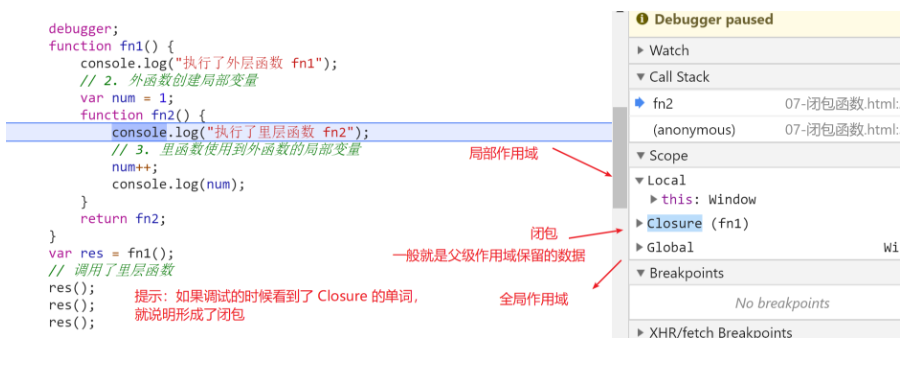 debugger;
function fn1() {
console.log("执行了外层函数 fn1");
// 2. 外函数创建局部变量
var num = 1;
function fn2() {
console.log("执行了里层函数 fn2");
// 3. 里函数使用到外函数的局部变量
num++;
console.log(num);
}
return fn2;
}
var res = fn1();
// 调用了里层函数
res();
res();
res();
提示：如果调试的时候看到了 Closure 的单词，
就说明形成了闭包
局部作用域
闭包
一般就是父级作用域保留的数据
全局作用域
Debugger paused
Watch
Call Stack
fn2 07-闭包函数.html:
(anonymous) 07-闭包函数.html:
Scope
Local
this: Window
Closure (fn1)
Global Wi
Breakpoints
No breakpoints
XHR/fetch Breakpoints